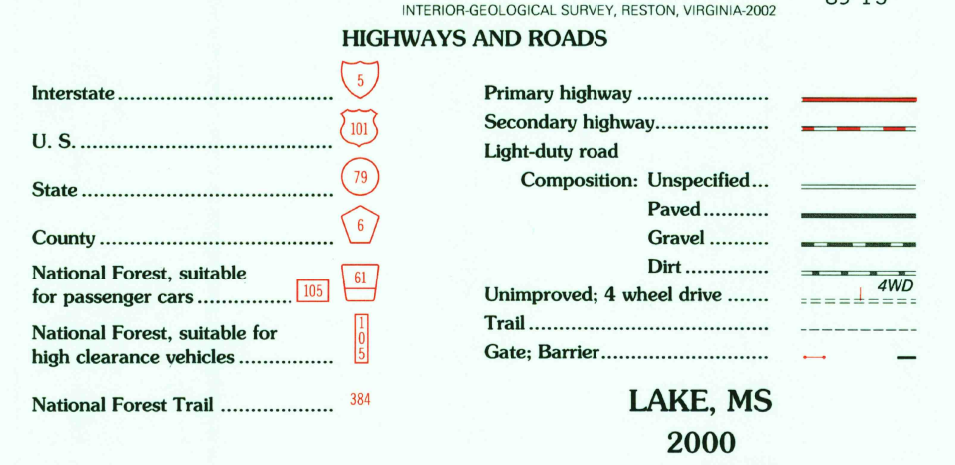 INTERIOR-GEOLOGICAL SURVEY, RESTON, VIRGINIA-2002
HIGHWAYS AND ROADS
Interstate 5
U. S. 101
State 79
County 6
National Forest, suitable
for passenger cars 105 61
National Forest, suitable for
high clearance vehicles 105
National Forest Trail 384
Primary highway
Secondary highway
Light-duty road
Composition: Unspecified
Paved
Gravel
Dirt
4WD
Unimproved; 4 wheel drive
Trail
Gate; Barrier
LAKE, MS
2000